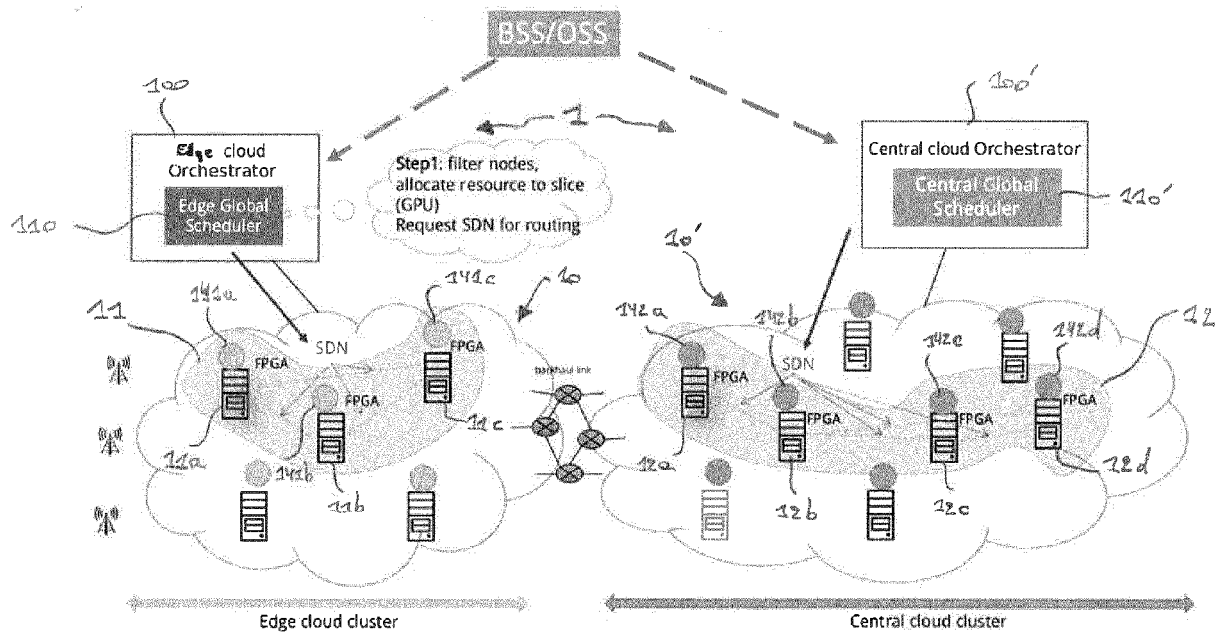 BSS/OSS
100
100'
1
Edge cloud
Orchestrator
Edge Global
Scheduler
110
Step1: filter nodes,
allocate resource to slice
(GPU)
Request SDN for routing
Central cloud Orchestrator
Central Global
Scheduler
110'
10
10'
11
141a
141c
SDN
FPGA
FPGA
FPGA
11a
141b
11b
11c
backhaul link
142a
142b
142c
142d
12
SDN
FPGA
FPGA
FPGA
FPGA
12a
12b
12c
12d
Edge cloud cluster
Central cloud cluster